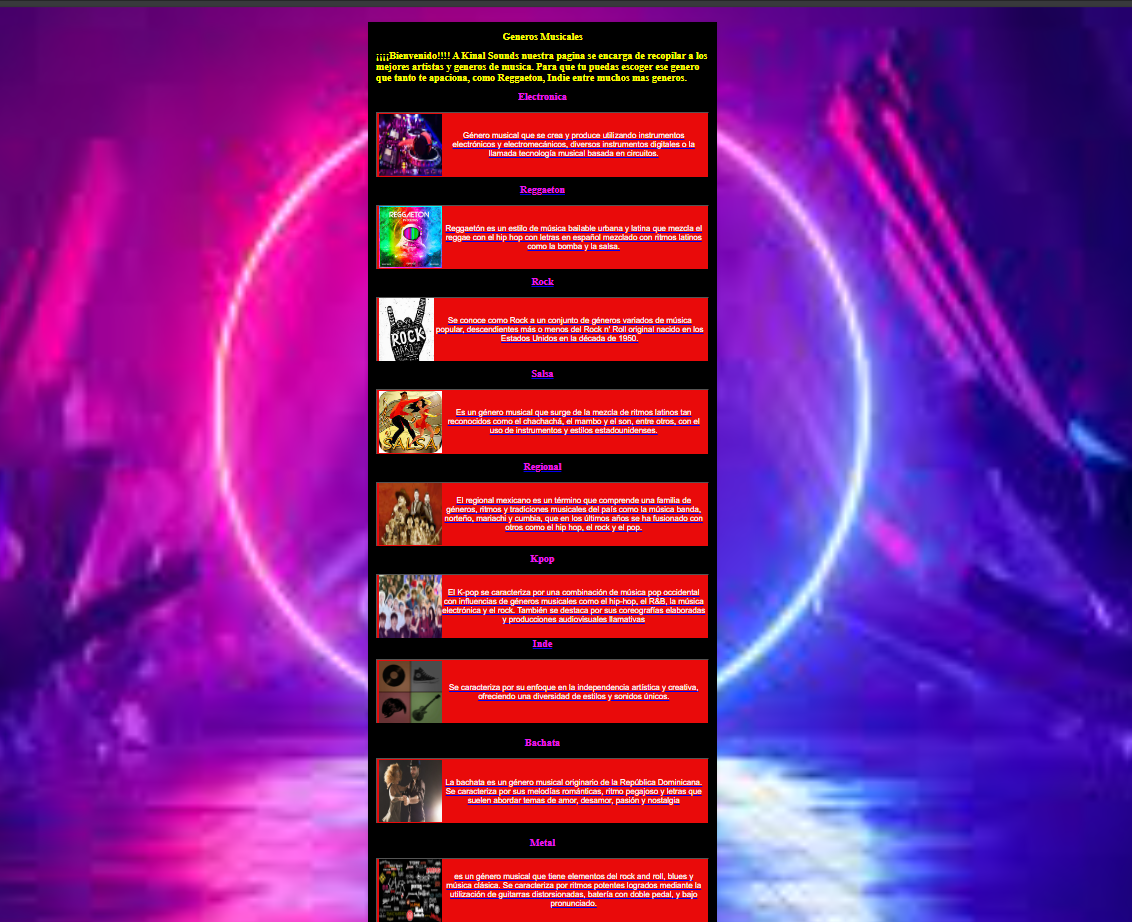 Generos Musicales
¡¡¡¡Bienvenido!!!! A Kinal Sounds nuestra pagina se encarga de recopilar a los
mejores artistas y generos de musica. Para que tu puedas escoger ese genero
que tanto te apaciona, como Reggaeton, Indie entre muchos mas generos.
Electronica
Género musical que se crea y produce utilizando instrumentos
electrónicos y electromecánicos, diversos instrumentos digitales o la
llamada tecnología musical basada en circuitos.
Reggaeton
REGGAETON
Reggaetón es un estilo de música bailable urbana y latina que mezcla el
reggae con el hip hop con letras en español mezclado con ritmos latinos
como la bomba y la salsa.
Rock
ROCK
HARD
Se conoce como Rock a un conjunto de géneros variados de música
popular, descendientes más o menos del Rock n' Roll original nacido en los
Estados Unidos en la década de 1950.
Salsa
SALSA
Es un género musical que surge de la mezcla de ritmos latinos tan
reconocidos como el chachachá, el mambo y el son, entre otros, con el
uso de instrumentos y estilos estadounidenses.
Regional
El regional mexicano es un término que comprende una familia de
géneros, ritmos y tradiciones musicales del país como la música banda,
norteño, mariachi y cumbia, que en los últimos años se ha fusionado con
otros como el hip hop, el rock y el pop.
Kpop
El K-pop se caracteriza por una combinación de música pop occidental
con influencias de géneros musicales como el hip-hop, el R&B, la música
electrónica y el rock. También se destaca por sus coreografías elaboradas
y producciones audiovisuales llamativas
Inde
Se caracteriza por su enfoque en la independencia artística y creativa,
ofreciendo una diversidad de estilos y sonidos únicos.
Bachata
La bachata es un género musical originario de la República Dominicana.
Se caracteriza por sus melodías románticas, ritmo pegajoso y letras que
suelen abordar temas de amor, desamor, pasión y nostalgia
Metal
es un género musical que tiene elementos del rock and roll, blues y
música clásica. Se caracteriza por ritmos potentes logrados mediante la
utilización de guitarras distorsionadas, batería con doble pedal, y bajo
pronunciado.